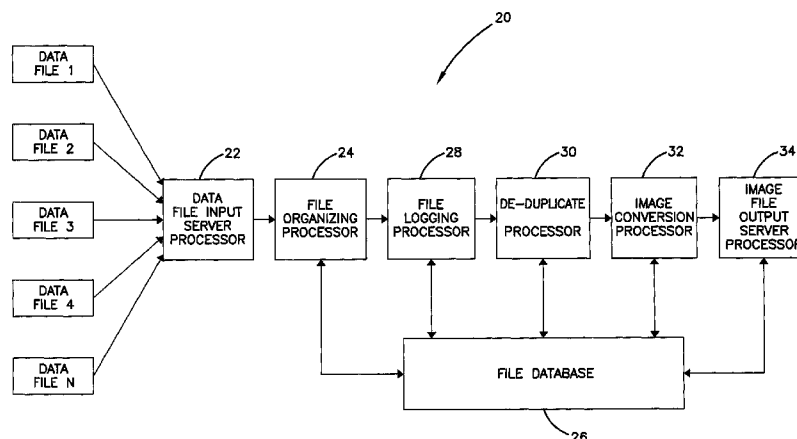 20
DATA
FILE 1
DATA
FILE 2
DATA
FILE 3
DATA
FILE 4
DATA
FILE N
22
DATA
FILE INPUT
SERVER
PROCESSOR
24
FILE
ORGANIZING
PROCESSOR
28
FILE
LOGGING
PROCESSOR
30
DE-DUPLICATE
PROCESSOR
32
IMAGE
CONVERSION
PROCESSOR
34
IMAGE
FILE
OUTPUT
SERVER
PROCESSOR
FILE DATABASE
26